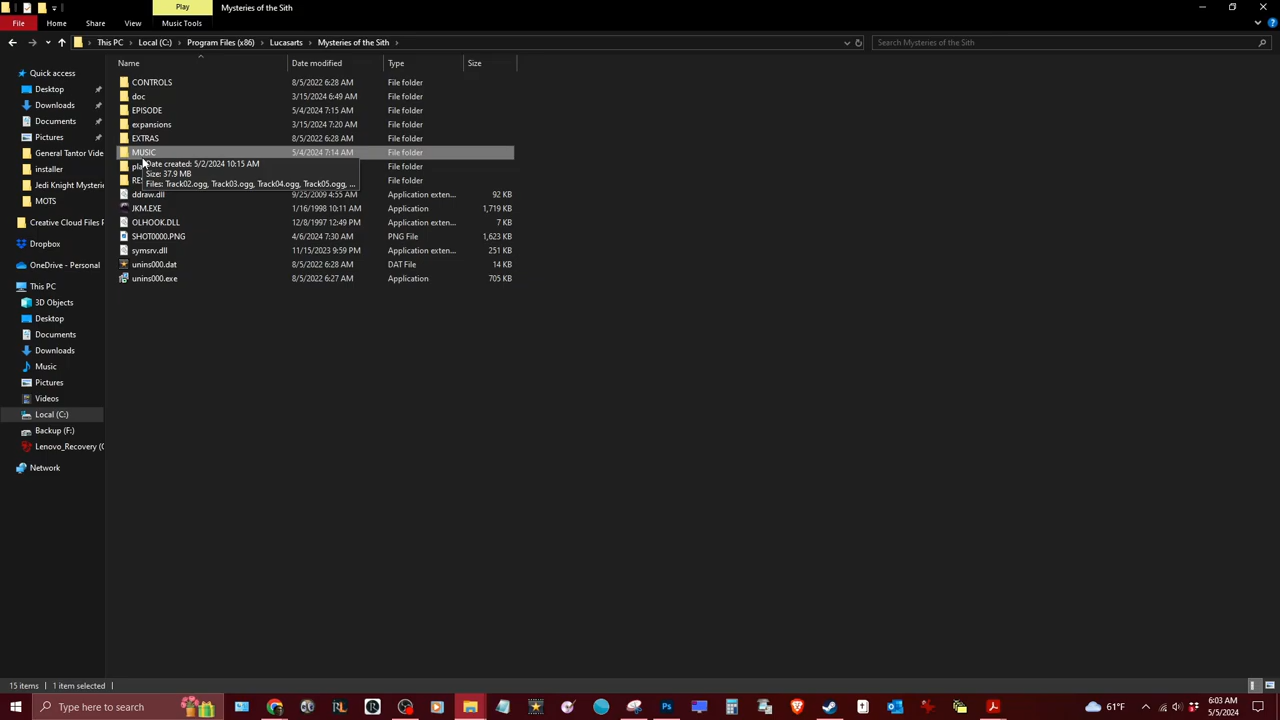 Play
Mysteries of the Sith
File
Home
Share
View
Music Tools
This PC
Local (C:)
Program Files (x86)
Lucasarts
Mysteries of the Sith
Search Mysteries of the Sith
Name
Date modified
Type
Size
Quick access
Desktop
Downloads
Documents
Pictures
General Tantor Vide
installer
Jedi Knight Mysterie
MOTS
Creative Cloud Files P
Dropbox
OneDrive - Personal
This PC
3D Objects
Desktop
Documents
Downloads
Music
Pictures
Videos
Local (C:)
Backup (F:)
Lenovo_Recovery (
Network
CONTROLS 8/5/2022 6:28 AM File folder
doc 3/15/2024 6:49 AM File folder
EPISODE 5/4/2024 7:15 AM File folder
expansions 3/15/2024 7:20 AM File folder
EXTRAS 8/5/2022 6:28 AM File folder
MUSIC 5/4/2024 7:14 AM File folder
File folder
File folder
Date created: 5/2/2024 10:15 AM
Size: 37.9 MB
Files: Track02.ogg, Track03.ogg, Track04.ogg, Track05.ogg, ...
ddraw.dll 9/25/2009 4:55 AM Application exten... 92 KB
JKM.EXE 1/16/1998 10:11 AM Application 1,719 KB
OLHOOK.DLL 12/8/1997 12:49 PM Application exten... 7 KB
SHOT0000.PNG 4/6/2024 7:30 AM PNG File 1,623 KB
symsrv.dll 11/15/2023 9:59 PM Application exten... 251 KB
unins000.dat 8/5/2022 6:28 AM DAT File 14 KB
unins000.exe 8/5/2022 6:27 AM Application 705 KB
15 items
1 item selected
Type here to search
61°F
6:03 AM
5/5/2024